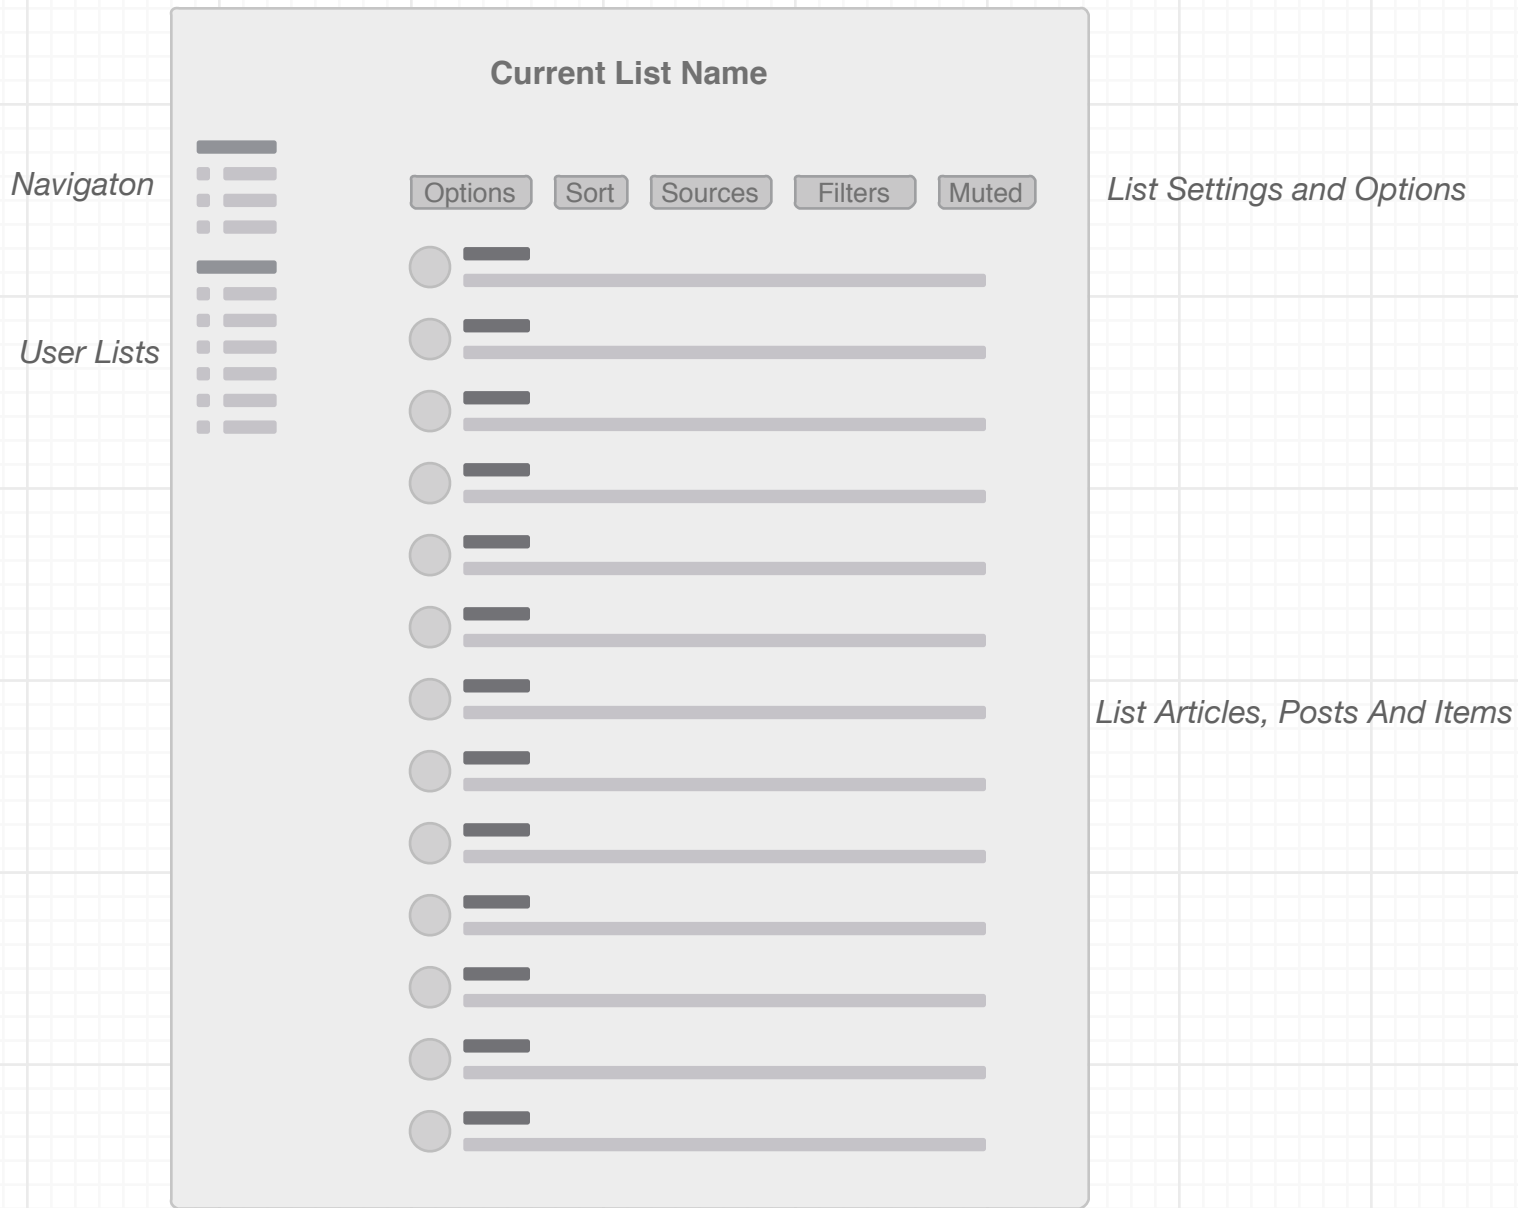 Current List Name
Navigaton
Options Sort Sources Filters Muted
List Settings and Options
User Lists
List Articles, Posts And Items